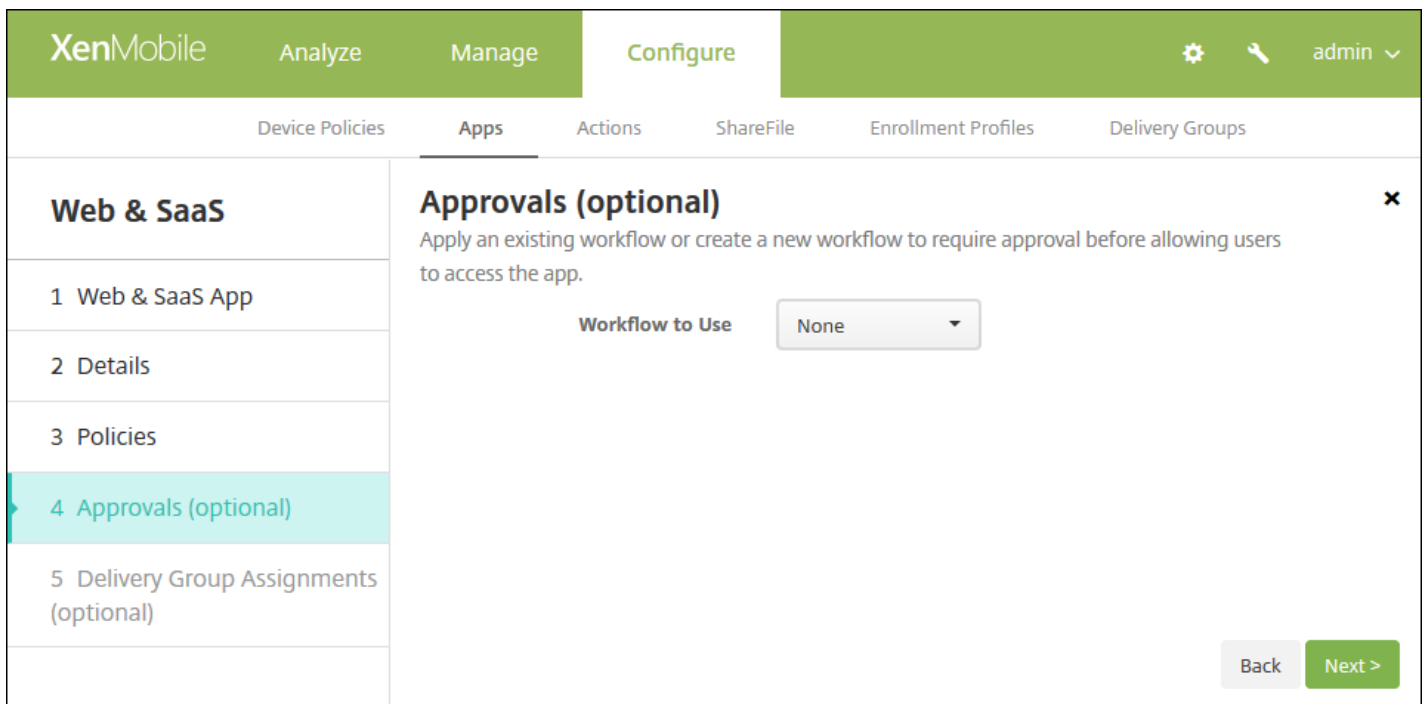 XenMobile Analyze Manage Configure admin
Device Policies Apps Actions ShareFile Enrollment Profiles Delivery Groups
Web & SaaS
1 Web & SaaS App
2 Details
3 Policies
4 Approvals (optional)
5 Delivery Group Assignments
(optional)
Approvals (optional)
Apply an existing workflow or create a new workflow to require approval before allowing users
to access the app.
Workflow to Use None
Back Next >